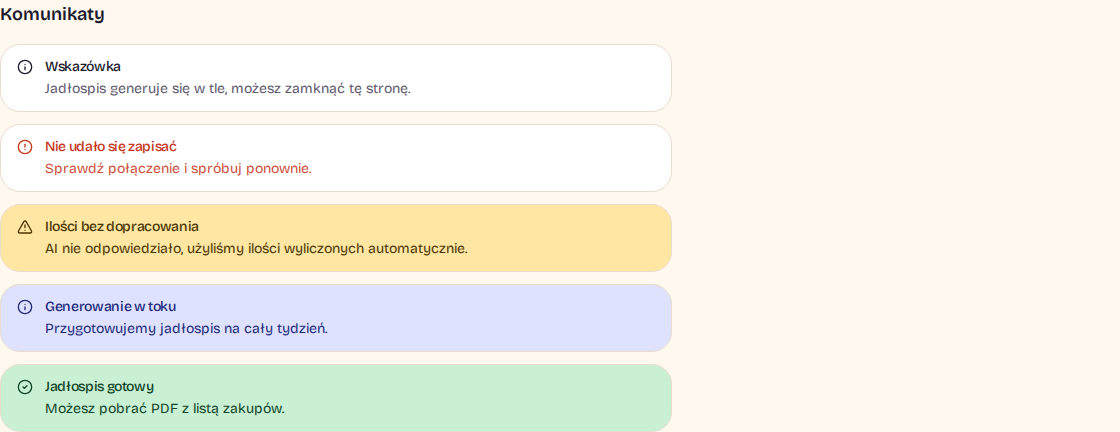 Komunikaty
Wskazówka
Jadłospis generuje się w tle, możesz zamknąć tę stronę.
Nie udało się zapisać
Sprawdź połączenie i spróbuj ponownie.
Ilości bez dopracowania
AI nie odpowiedziało, użyliśmy ilości wyliczonych automatycznie.
Generowanie w toku
Przygotowujemy jadłospis na cały tydzień.
Jadłospis gotowy
Możesz pobrać PDF z listą zakupów.